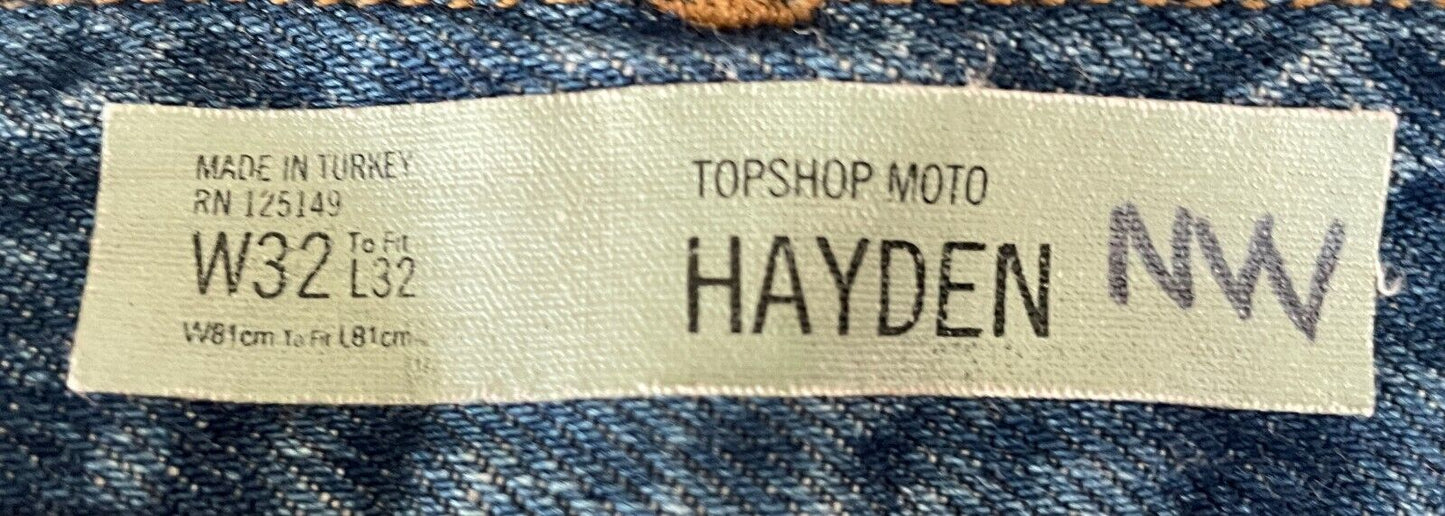 MADE IN TURKEY
RN 125149
W32 To Fit L32
W81cm To Fit L81cm
TOPSHOP MOTO
HAYDEN
NW